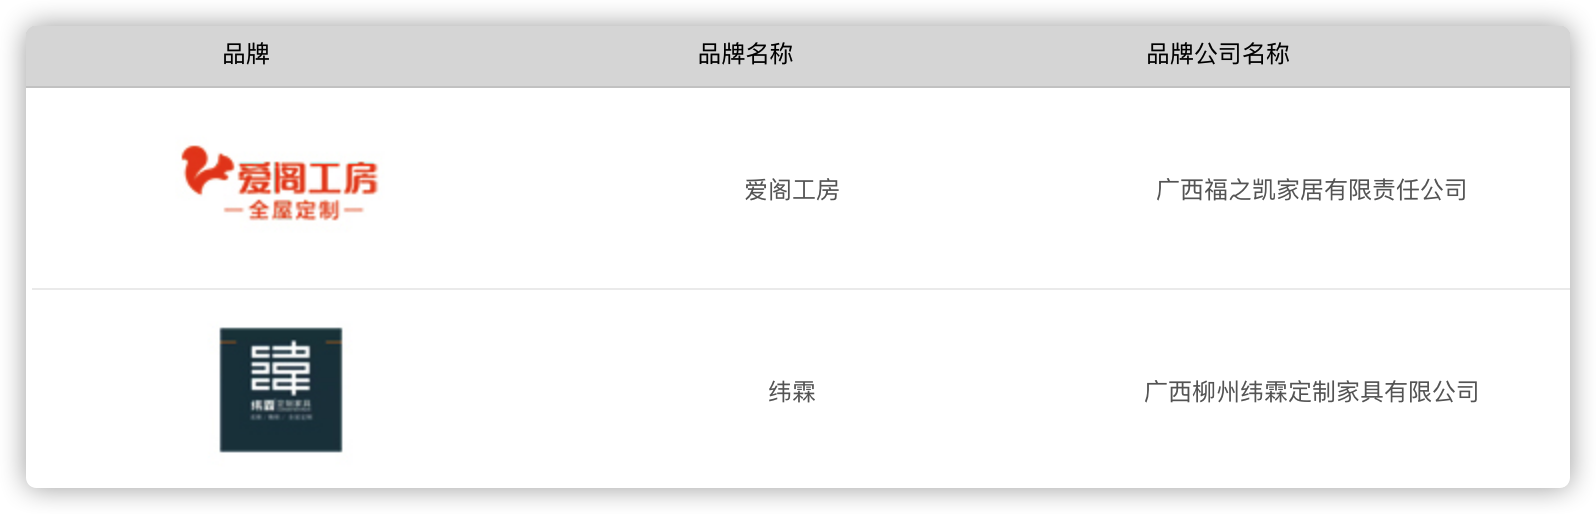 品牌 品牌名称 品牌公司名称
爱阁工房
全屋定制
爱阁工房 广西福之凯家居有限责任公司
纬霖 定制家具
纬霖 广西柳州纬霖定制家具有限公司